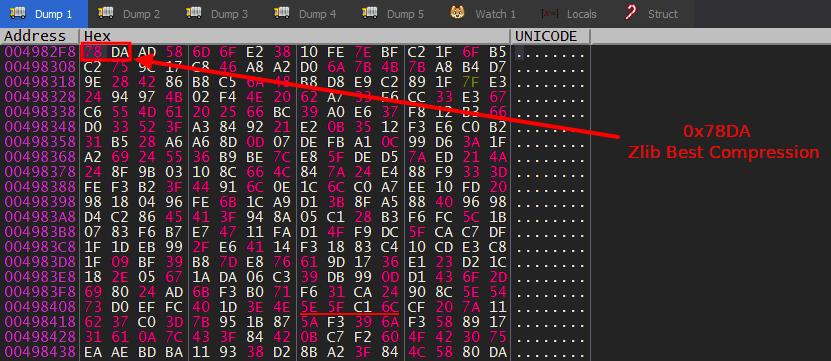 Dump 1 Dump 2 Dump 3 Dump 4 Dump 5 Watch 1 [x=] Locals Struct
Address Hex UNICODE
004982F8 78 DA AD 58 6D 6F E2 38 10 FE 7E BF C2 1F 6F B5 ........
00498308 C2 75 9C 17 C8 46 A8 A2 D0 6A 7B 4B 7B A8 B4 D7 ........
00498318 9E 28 42 86 B8 C5 6A 48 B8 D8 E9 C2 89 1F 7F E3 ........
00498328 24 94 97 4B 02 F4 4E 20 62 A7 33 E6 CC 33 E3 67 ........
00498338 C6 55 4D 61 20 25 66 BC 39 A0 E6 37 F8 12 B3 66 ........
00498348 D0 33 52 3F A3 84 92 21 E2 0B 35 12 F3 E6 C0 B2 ........
00498358 31 B5 28 A6 A6 8D 0D 07 DE FB A1 0C 99 D6 3A 1F ........
00498368 A2 69 24 55 36 B9 BE 7C E8 5F DE D5 7A ED 21 4A ........
00498378 24 8F 9B 03 10 8C 66 4C 84 7A 24 E4 88 F9 33 3D ........
00498388 FE F3 B2 3F 44 91 6C 0E 1C 6C C0 A7 EE 10 FD 20 ........
00498398 98 18 04 96 FE 6B 1C A9 D1 3B 8F A5 88 40 96 98 ........
004983A8 D4 C2 86 45 41 3F 94 8A 05 C1 28 B3 F6 FC 5C 1B ........
004983B8 07 83 F6 B7 E7 47 11 FA D1 4F F9 DC 5F CA C7 DF ........
004983C8 1F 1D EB 99 2F E6 41 14 F3 18 83 C4 10 CD E3 C8 ........
004983D8 1F 09 BF 39 B8 7D E8 76 61 9D 17 36 E1 23 D2 1C ........
004983E8 18 2E 05 67 1A DA 06 C3 39 DB 99 0D D1 43 6F 2D ........
004983F8 69 80 24 AD 6B F3 B0 71 F6 31 CA 24 90 8C 5E 54 ........
00498408 73 D0 EF FC 40 1D 3E 4E 5E 5F C1 6C CF 20 7A 11 ........
00498418 62 37 C0 3D 7B 95 1B 87 5A F3 39 6A F3 58 89 17 ........
00498428 31 61 0A 7C 43 3F 84 42 0B C7 F2 60 4F 42 30 75 ........
00498438 EA AE BD BA 11 93 38 D2 8B A2 3F 84 4C 58 80 DA ........
0x78DA
Zlib Best Compression